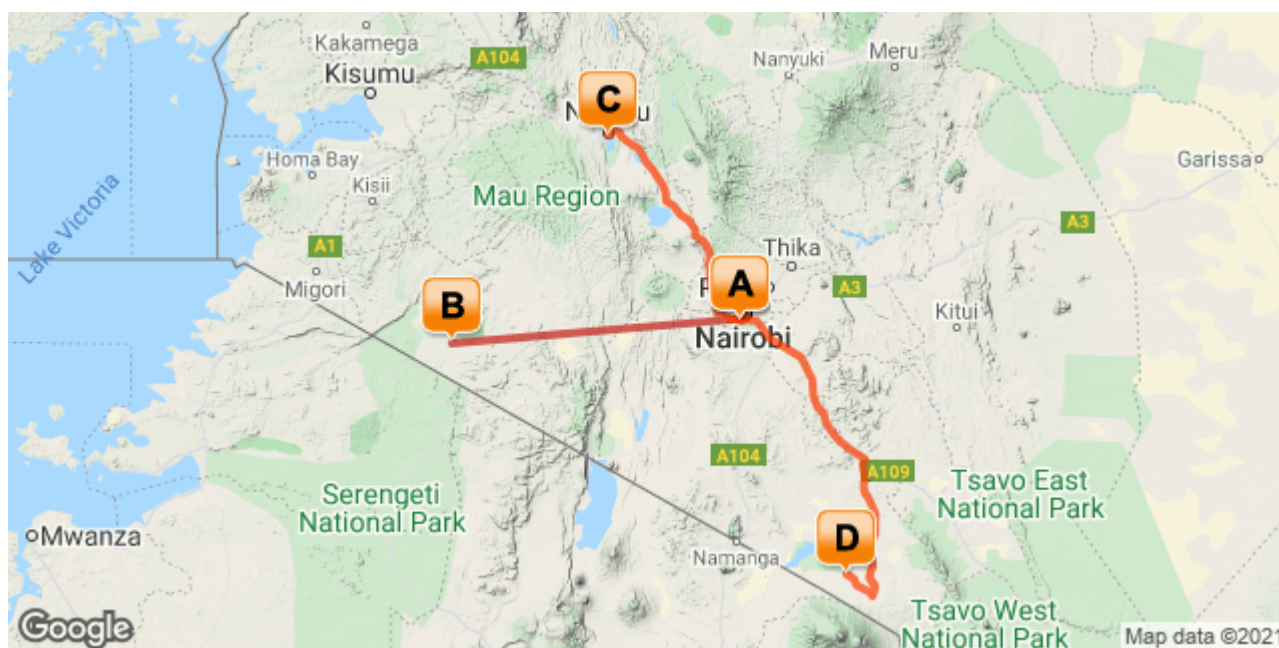 Kakamega
Kisumu
A104
Nanyuki
Meru
C
Homa Bay
Kisii
Garissa
Lake Victoria
Mau Region
A1
Migori
Thika
A3
A3
B
A
Nairobi
Kitui
A104
A109
Serengeti
National Park
Tsavo East
National Park
Mwanza
D
Namanga
Tsavo West
National Park
Google
Map data ©2021